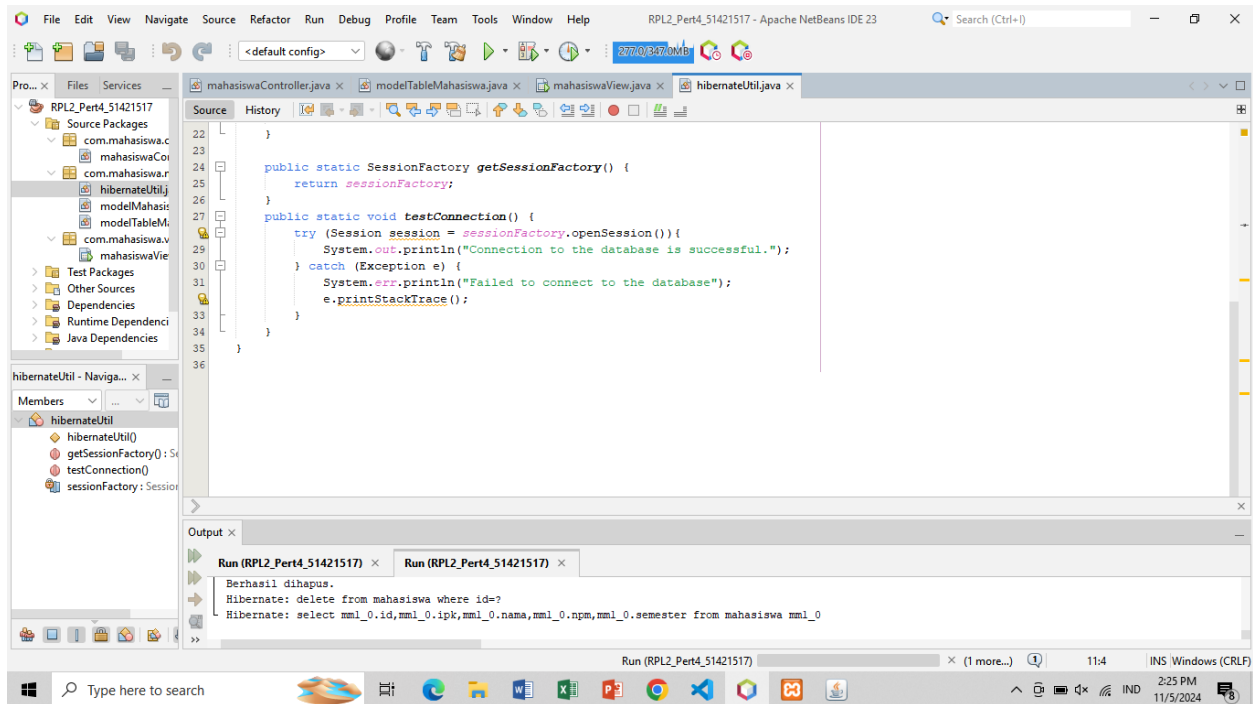 File Edit View Navigate Source Refactor Run Debug Profile Team Tools Window Help RPL2_Pert4_51421517 - Apache NetBeans IDE 23 Search (Ctrl+I)
<default config> 277.0/347.0MB
Pro... Files Services mahasiswaController.java modelTableMahasiswa.java mahasiswaView.java hibernateUtil.java
RPL2_Pert4_51421517
Source Packages
com.mahasiswa.c
mahasiswaCo
com.mahasiswa.
hibernateUtil.j
modelMahasis
modelTableMa
com.mahasiswa.v
mahasiswaVie
Test Packages
Other Sources
Dependencies
Runtime Dependenci
Java Dependencies
Source History
22 }
23
24 public static SessionFactory getSessionFactory() {
25 return sessionFactory;
26 }
27 public static void testConnection() {
try (Session session = sessionFactory.openSession()){
29 System.out.println("Connection to the database is successful.");
30 } catch (Exception e) {
31 System.err.println("Failed to connect to the database");
e.printStackTrace();
33 }
34 }
35 }
36
hibernateUtil - Naviga...
Members ...
hibernateUtil
hibernateUtil()
getSessionFactory() : Se
testConnection()
sessionFactory : Session
Output
Run (RPL2_Pert4_51421517) Run (RPL2_Pert4_51421517)
Berhasil dihapus.
Hibernate: delete from mahasiswa where id=?
Hibernate: select mm1_0.id,mm1_0.ipk,mm1_0.nama,mm1_0.npm,mm1_0.semester from mahasiswa mm1_0
Run (RPL2_Pert4_51421517) (1 more...) 1 11:4 INS Windows (CRLF)
Type here to search IND 2:25 PM
11/5/2024 8